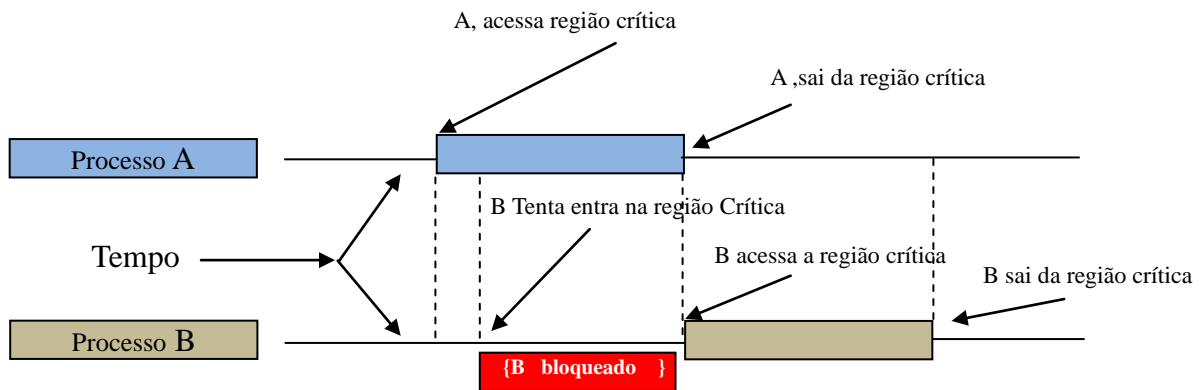 A, acessa região crítica
A ,sai da região crítica
Processo A
B Tenta entra na região Crítica
Tempo
B acessa a região crítica
B sai da região crítica
Processo B
{B bloqueado }